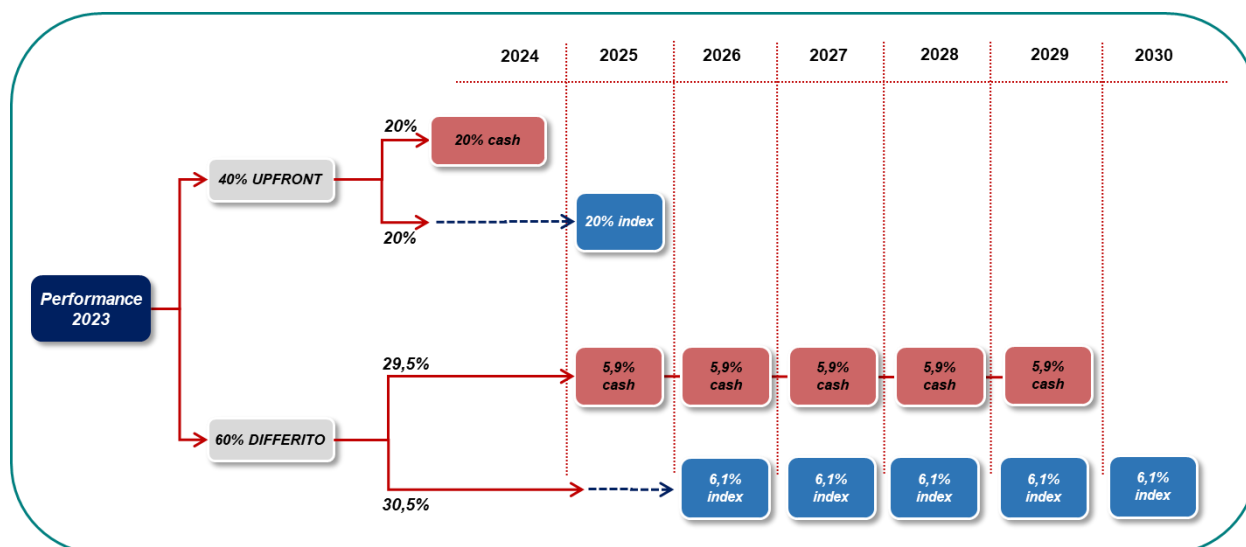 2024 2025 2026 2027 2028 2029 2030
20%
20% cash
40% UPFRONT
20% index
20%
Performance
2023
29,5%
5,9% 5,9% 5,9% 5,9% 5,9%
cash cash cash cash cash
60% DIFFERITO
6,1% 6,1% 6,1% 6,1% 6,1%
index index index index index
30,5%